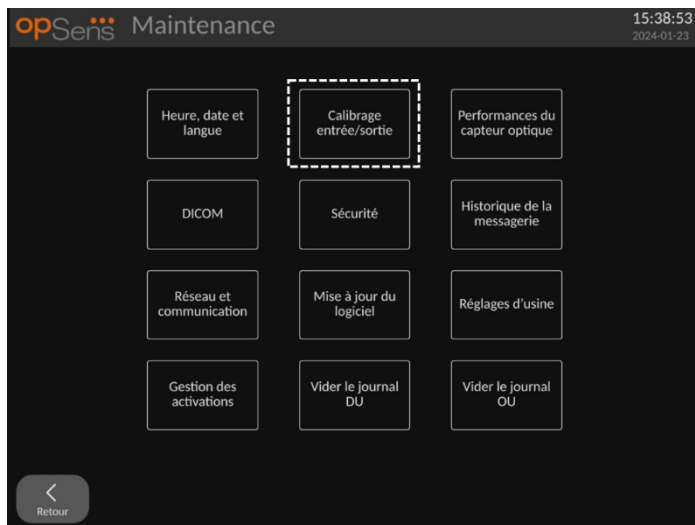 opSens Maintenance
15:38:53
2024-01-23
Heure, date et
langue
Calibrage
entrée/sortie
Performances du
capteur optique
DICOM
Sécurité
Historique de la
messagerie
Réseau et
communication
Mise à jour du
logiciel
Réglages d’usine
Gestion des
activations
Vider le journal
DU
Vider le journal
OU
Retour